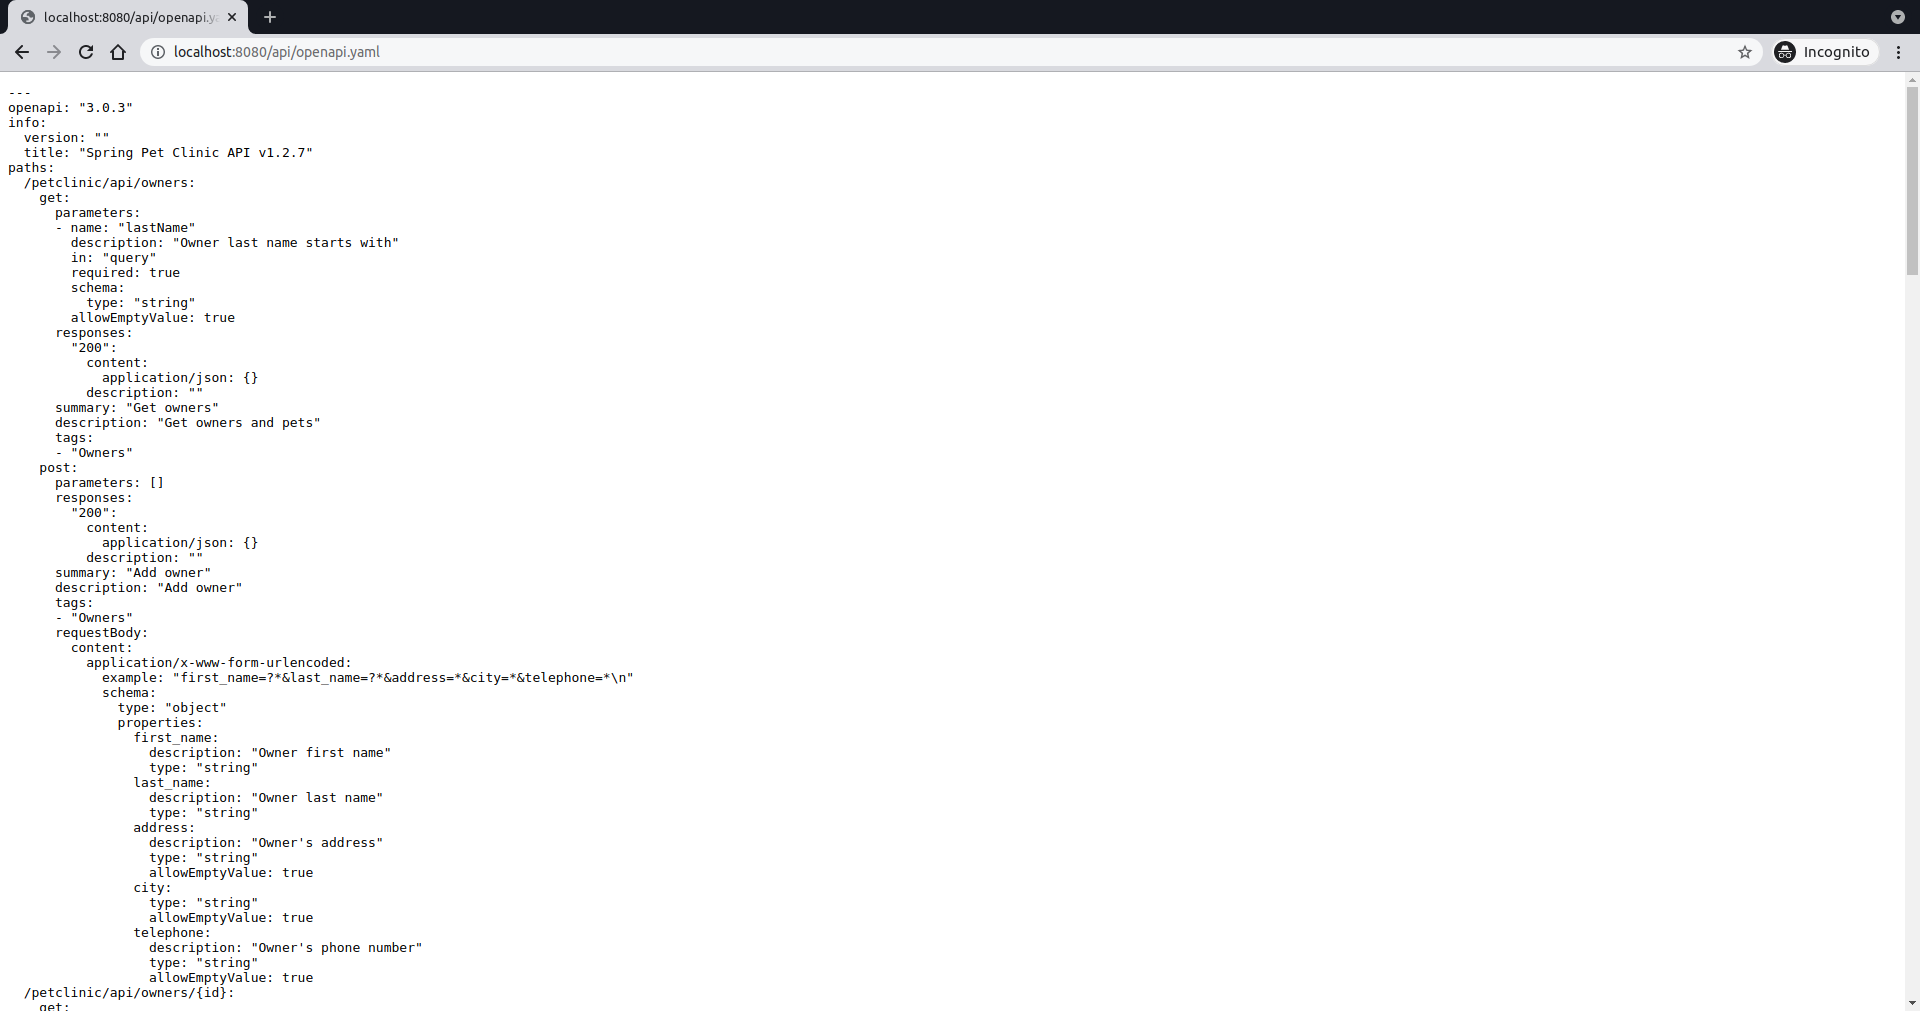 localhost:8080/api/openapi.ya
localhost:8080/api/openapi.yaml
Incognito
---
openapi: "3.0.3"
info:
  version: ""
  title: "Spring Pet Clinic API v1.2.7"
paths:
  /petclinic/api/owners:
    get:
      parameters:
      - name: "lastName"
        description: "Owner last name starts with"
        in: "query"
        required: true
        schema:
          type: "string"
        allowEmptyValue: true
      responses:
        "200":
          content:
            application/json: {}
          description: ""
      summary: "Get owners"
      description: "Get owners and pets"
      tags:
      - "Owners"
    post:
      parameters: []
      responses:
        "200":
          content:
            application/json: {}
          description: ""
      summary: "Add owner"
      description: "Add owner"
      tags:
      - "Owners"
      requestBody:
        content:
          application/x-www-form-urlencoded:
            example: "first_name=?*&last_name=?*&address=*&city=*&telephone=*\n"
            schema:
              type: "object"
              properties:
                first_name:
                  description: "Owner first name"
                  type: "string"
                last_name:
                  description: "Owner last name"
                  type: "string"
                address:
                  description: "Owner's address"
                  type: "string"
                  allowEmptyValue: true
                city:
                  type: "string"
                  allowEmptyValue: true
                telephone:
                  description: "Owner's phone number"
                  type: "string"
                  allowEmptyValue: true
  /petclinic/api/owners/{id}:
    get: